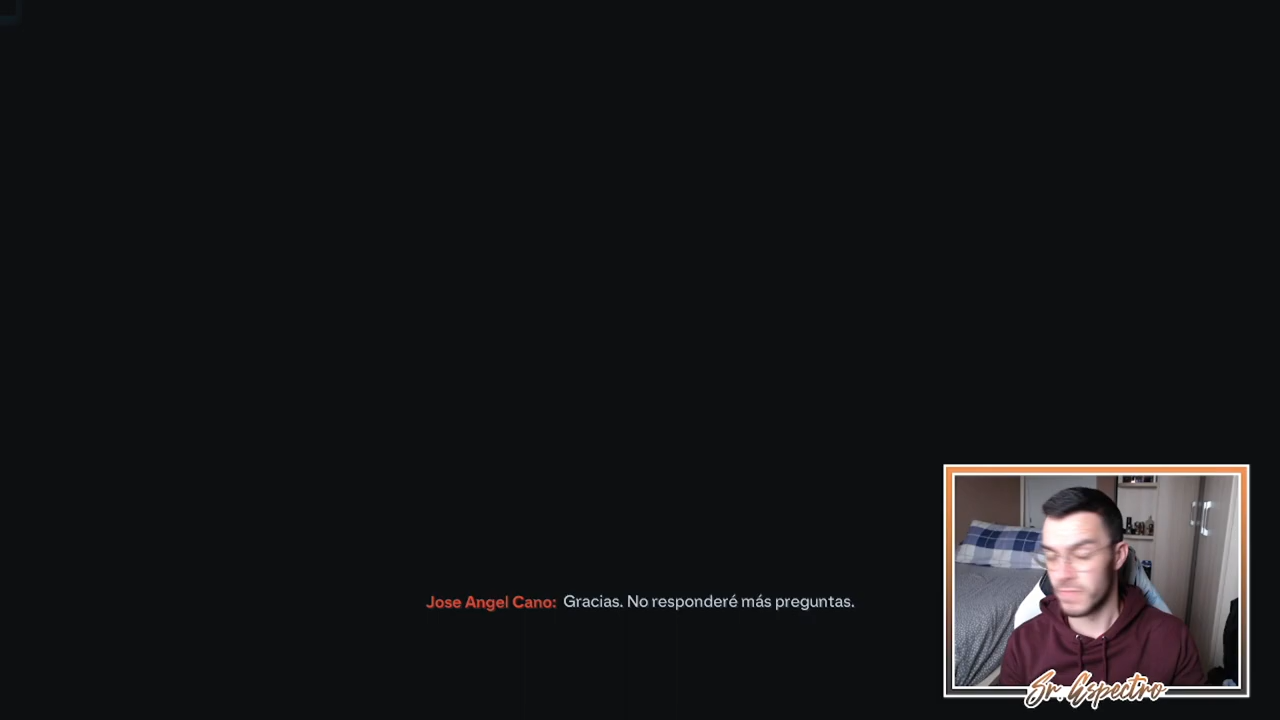 Jose Angel Cano: Gracias. No responderé más preguntas.
Sr. Espectro